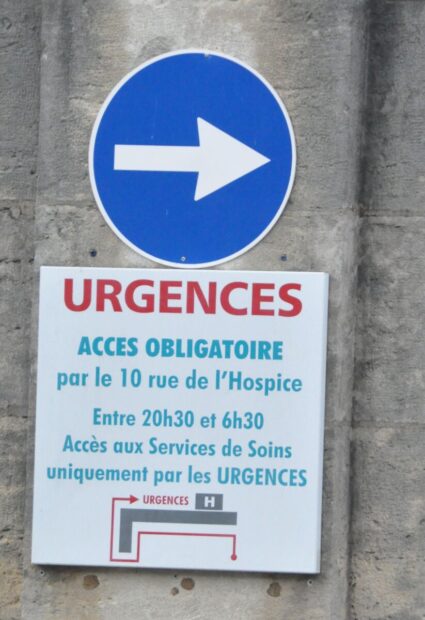 URGENCES
ACCES OBLIGATOIRE
par le 10 rue de l'Hospice
Entre 20h30 et 6h30
Accès aux Services de Soins
uniquement par les URGENCES
URGENCES H